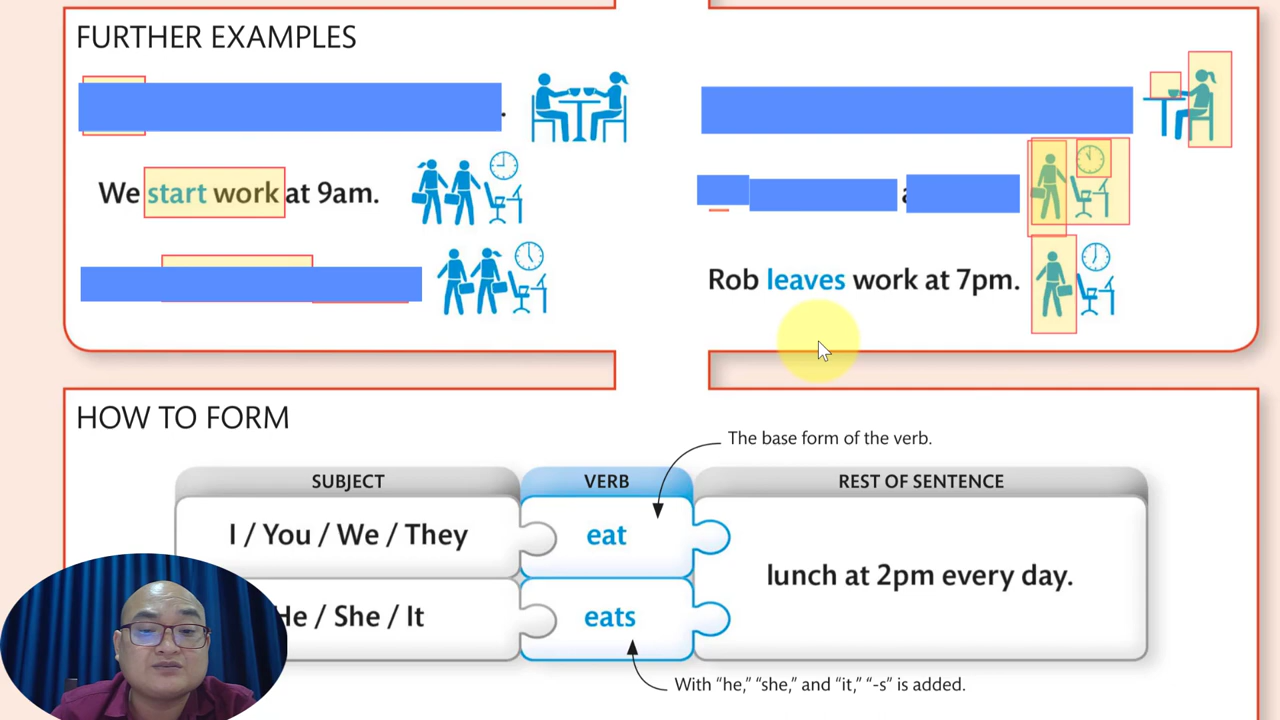 FURTHER EXAMPLES
We start work at 9am.
Rob leaves work at 7pm.
HOW TO FORM
The base form of the verb.
SUBJECT
VERB
REST OF SENTENCE
I / You / We / They
eat
lunch at 2pm every day.
He / She / It
eats
With “he,” “she,” and “it,” “-s” is added.